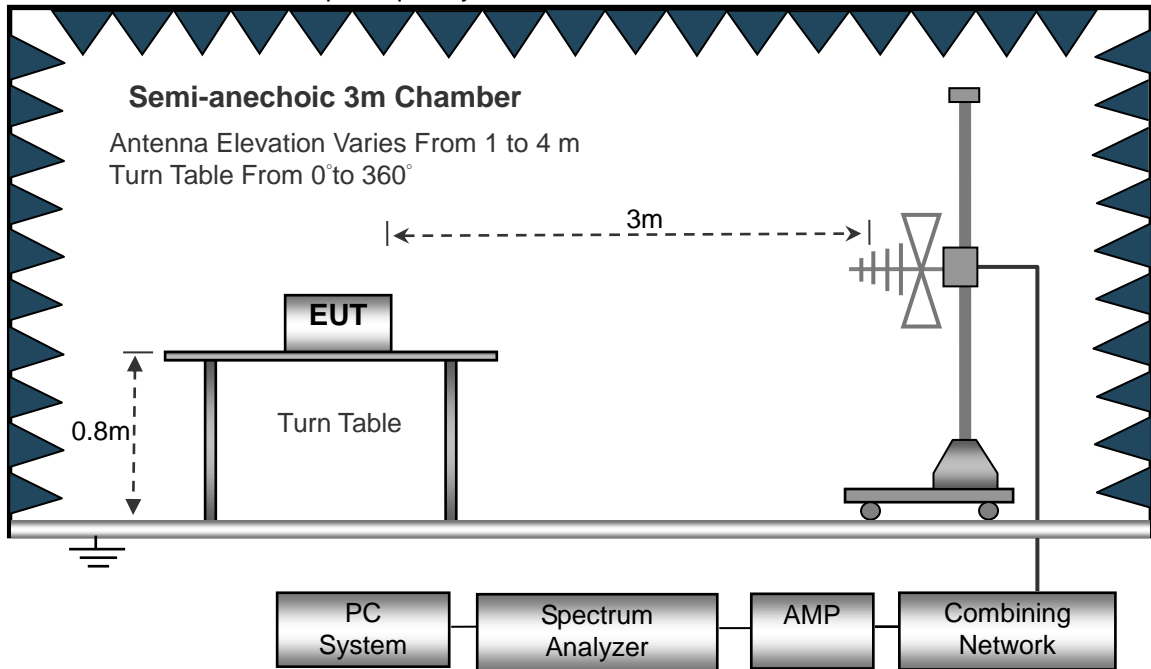 Semi-anechoic 3m Chamber
Antenna Elevation Varies From 1 to 4 m
Turn Table From 0°to 360°
3m
EUT
0.8m
Turn Table
PC
System
Spectrum
Analyzer
AMP
Combining
Network